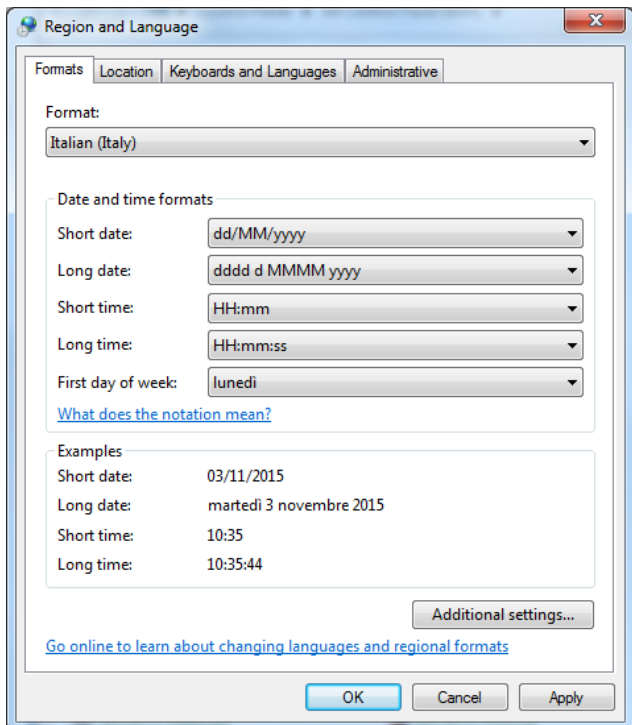 Region and Language
Formats Location Keyboards and Languages Administrative
Format:
Italian (Italy)
Date and time formats
Short date: dd/MM/yyyy
Long date: dddd d MMMM yyyy
Short time: HH:mm
Long time: HH:mm:ss
First day of week: lunedì
What does the notation mean?
Examples
Short date: 03/11/2015
Long date: martedì 3 novembre 2015
Short time: 10:35
Long time: 10:35:44
Additional settings...
Go online to learn about changing languages and regional formats
OK Cancel Apply